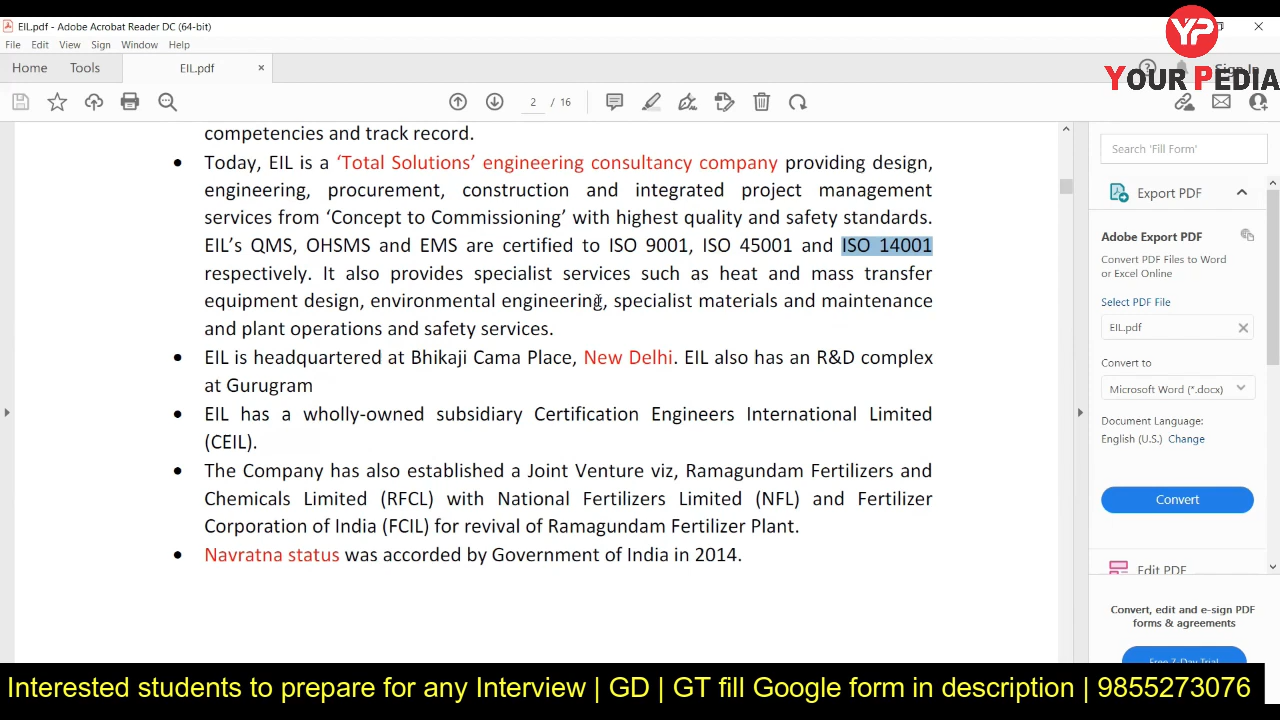 EIL.pdf - Adobe Acrobat Reader DC (64-bit)
File Edit View Sign Window Help
YP
YOUR PEDIA
Home Tools EIL.pdf × Sign In
2 / 16
competencies and track record.
• Today, EIL is a ‘Total Solutions’ engineering consultancy company providing design,
engineering, procurement, construction and integrated project management
services from ‘Concept to Commissioning’ with highest quality and safety standards.
EIL’s QMS, OHSMS and EMS are certified to ISO 9001, ISO 45001 and ISO 14001
respectively. It also provides specialist services such as heat and mass transfer
equipment design, environmental engineering, specialist materials and maintenance
and plant operations and safety services.
• EIL is headquartered at Bhikaji Cama Place, New Delhi. EIL also has an R&D complex
at Gurugram
• EIL has a wholly-owned subsidiary Certification Engineers International Limited
(CEIL).
• The Company has also established a Joint Venture viz, Ramagundam Fertilizers and
Chemicals Limited (RFCL) with National Fertilizers Limited (NFL) and Fertilizer
Corporation of India (FCIL) for revival of Ramagundam Fertilizer Plant.
• Navratna status was accorded by Government of India in 2014.
Search 'Fill Form'
Export PDF
Adobe Export PDF
Convert PDF Files to Word
or Excel Online
Select PDF File
EIL.pdf
Convert to
Microsoft Word (*.docx)
Document Language:
English (U.S.) Change
Convert
Edit PDF
Convert, edit and e-sign PDF
forms & agreements
Free 7-Day Trial
Interested students to prepare for any Interview | GD | GT fill Google form in description | 9855273076